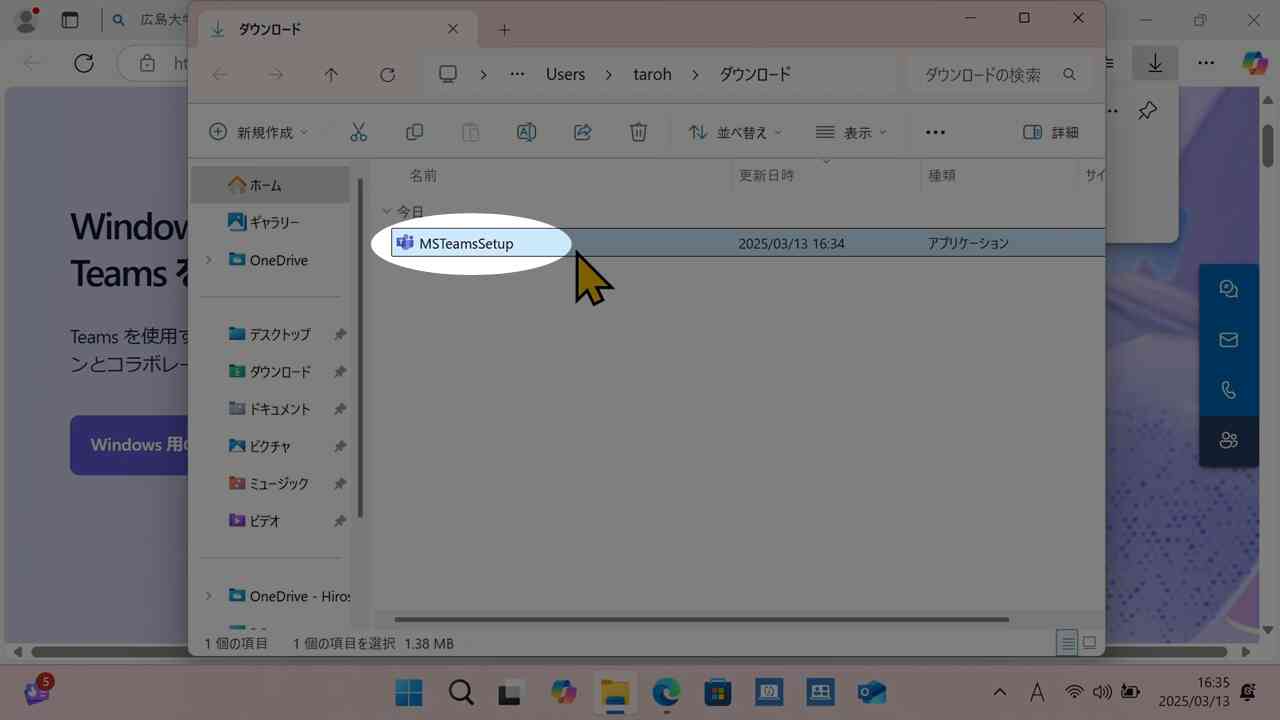 広島大
ダウンロード
Users
taroh
ダウンロード
ダウンロードの検索
新規作成
並べ替え
表示
詳細
名前
更新日時
種類
サイ
ホーム
ギャラリー
OneDrive
デスクトップ
ダウンロード
ドキュメント
ピクチャ
ミュージック
ビデオ
OneDrive - Hiros
今日
MSTeamsSetup
2025/03/13 16:34
アプリケーション
1 個の項目
1 個の項目を選択 1.38 MB
Window
Teams を
Teams を使用す
ンとコラボレー
Windows 用の
5
A
16:35
2025/03/13